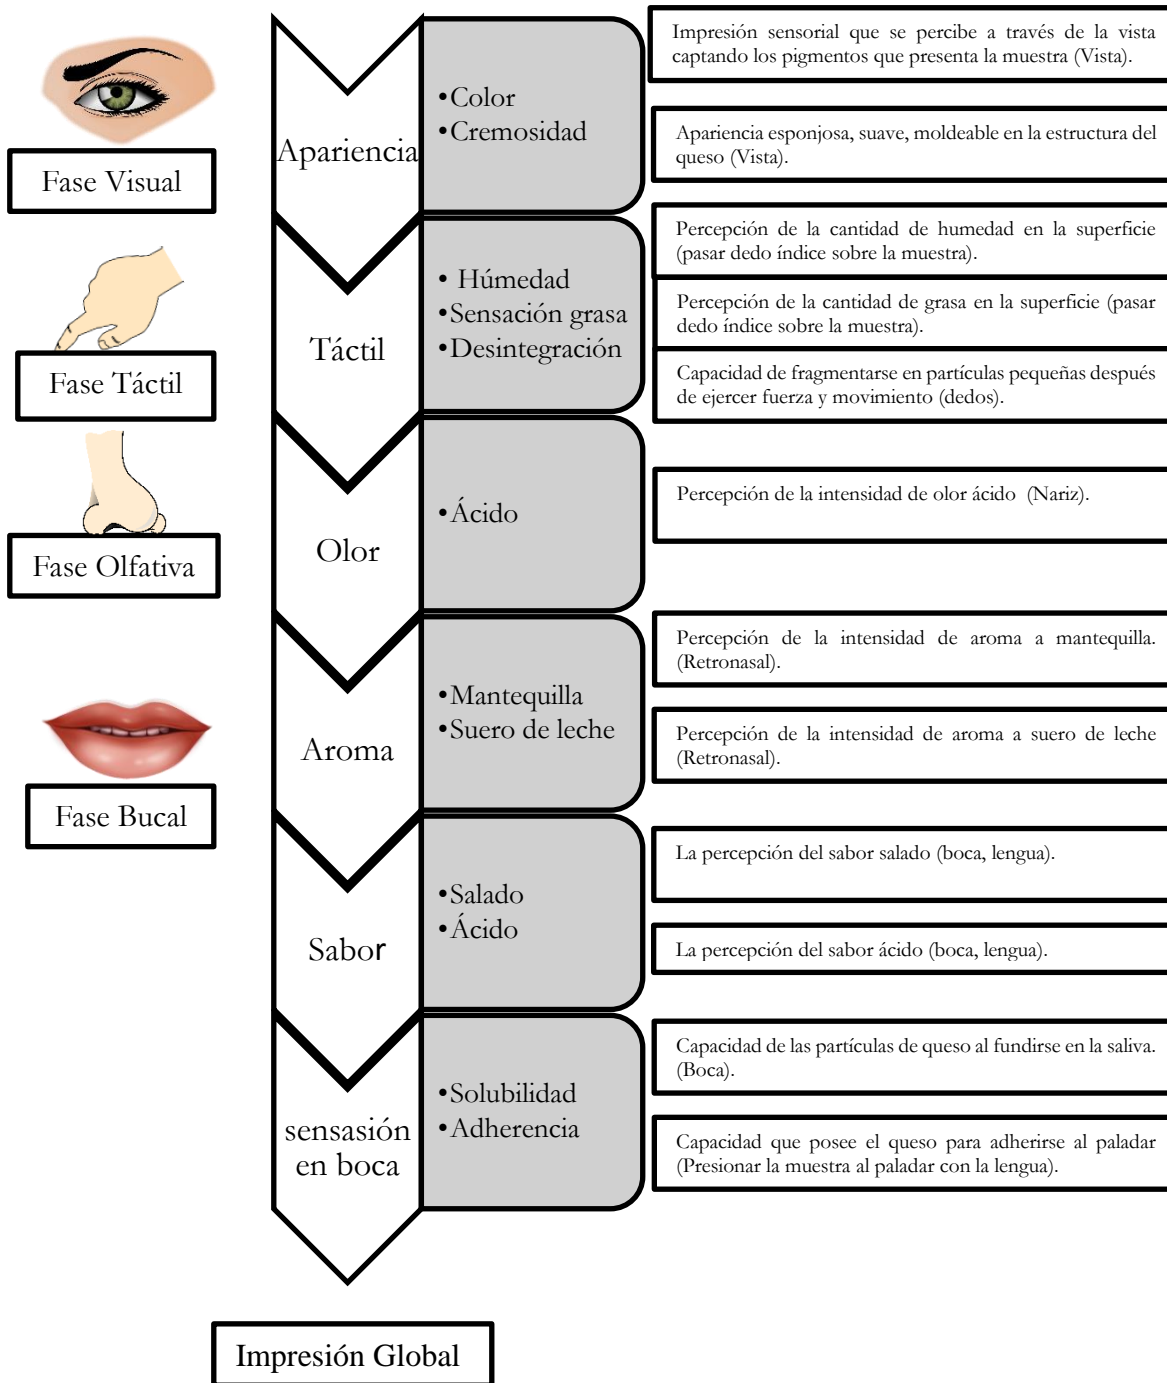 Impresión sensorial que se percibe a través de la vista
captando los pigmentos que presenta la muestra (Vista).
• Color
• Cremosidad
Apariencia
Apariencia esponjosa, suave, moldeable en la estructura del
queso (Vista).
Fase Visual
Percepción de la cantidad de humedad en la superficie
(pasar dedo índice sobre la muestra).
• Húmedad
• Sensación grasa
• Desintegración
Táctil
Percepción de la cantidad de grasa en la superficie (pasar
dedo índice sobre la muestra).
Fase Táctil
Capacidad de fragmentarse en partículas pequeñas después
de ejercer fuerza y movimiento (dedos).
• Ácido
Percepción de la intensidad de olor ácido (Nariz).
Olor
Fase Olfativa
Percepción de la intensidad de aroma a mantequilla.
(Retronasal).
• Mantequilla
• Suero de leche
Aroma
Percepción de la intensidad de aroma a suero de leche
(Retronasal).
Fase Bucal
La percepción del sabor salado (boca, lengua).
• Salado
• Ácido
Sabor
La percepción del sabor ácido (boca, lengua).
Capacidad de las partículas de queso al fundirse en la saliva.
(Boca).
• Solubilidad
• Adherencia
sensasión
en boca
Capacidad que posee el queso para adherirse al paladar
(Presionar la muestra al paladar con la lengua).
Impresión Global